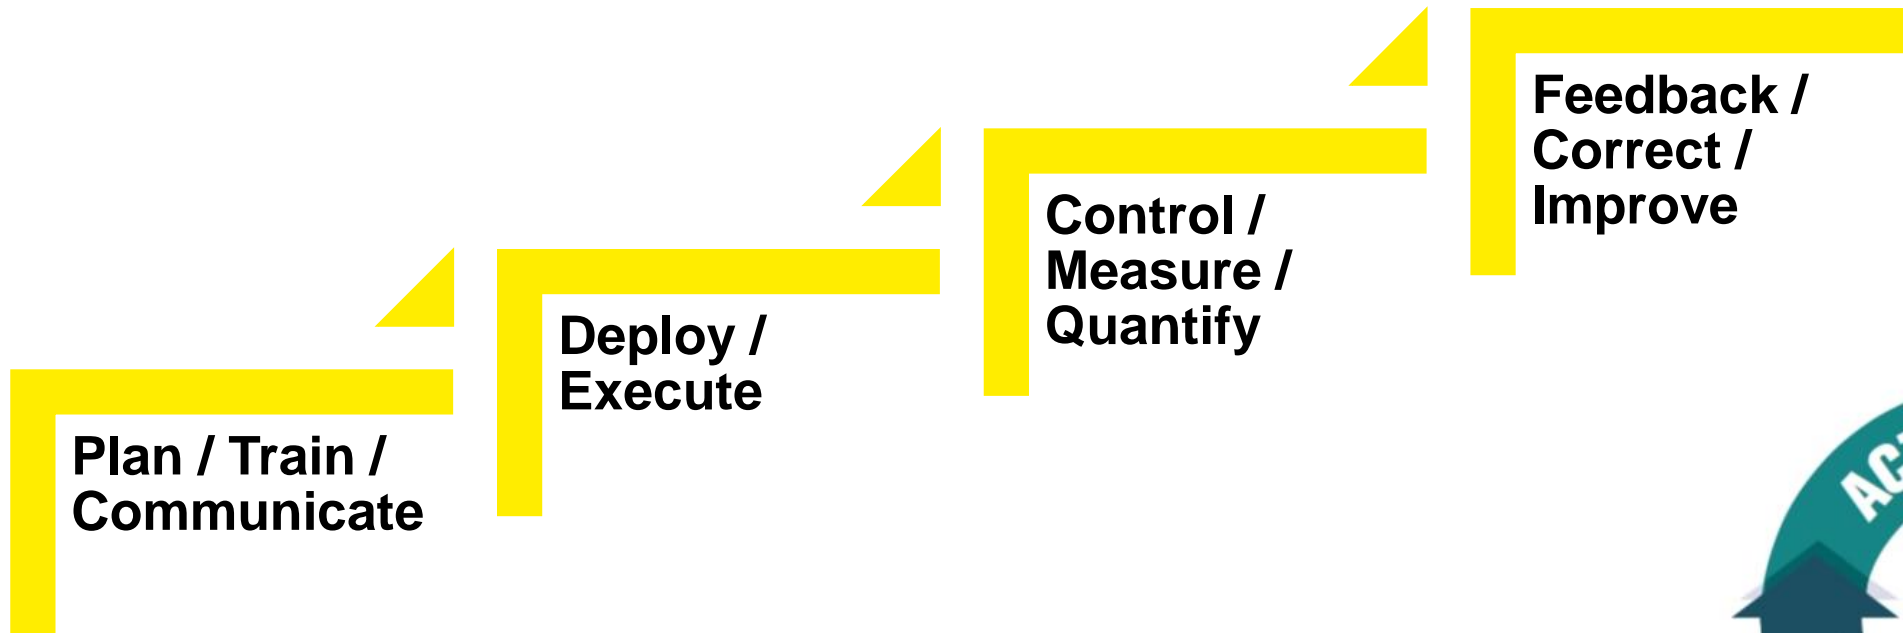 Feedback /
Correct /
Improve
Control /
Measure /
Quantify
Deploy /
Execute
Plan / Train /
Communicate